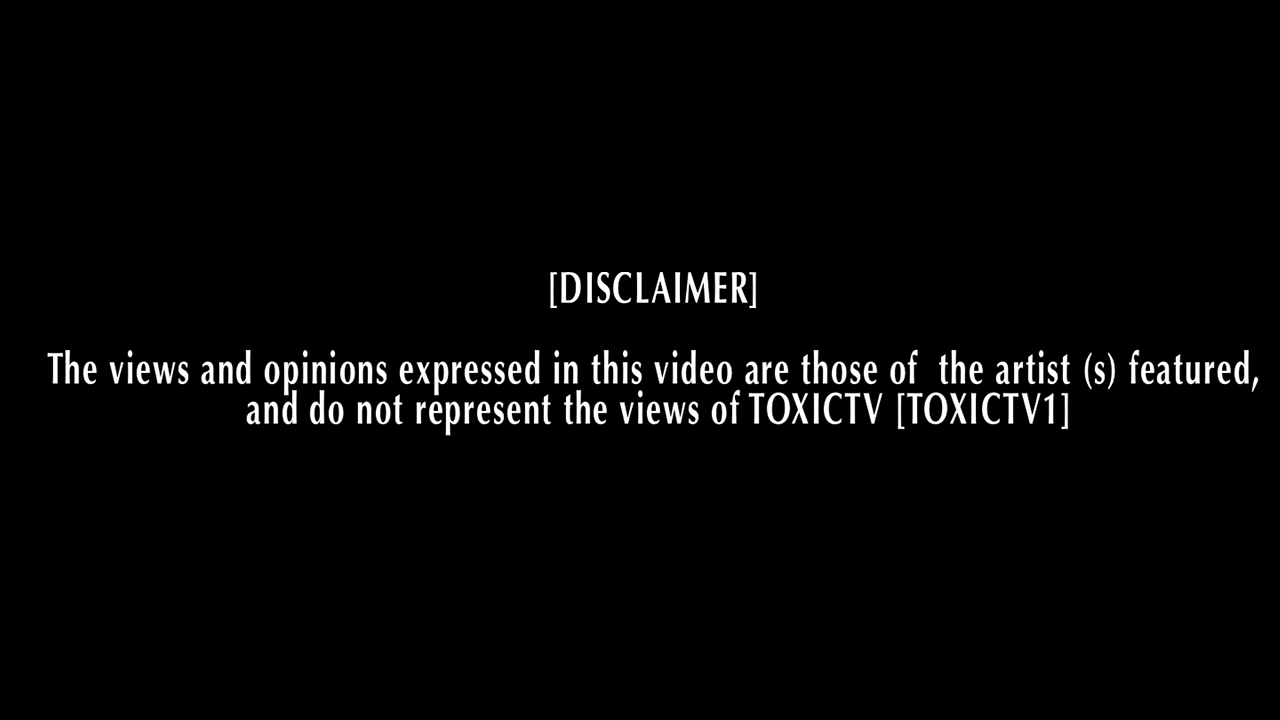 [DISCLAIMER]
The views and opinions expressed in this video are those of  the artist (s) featured,
and do not represent the views of TOXICTV [TOXICTV1]